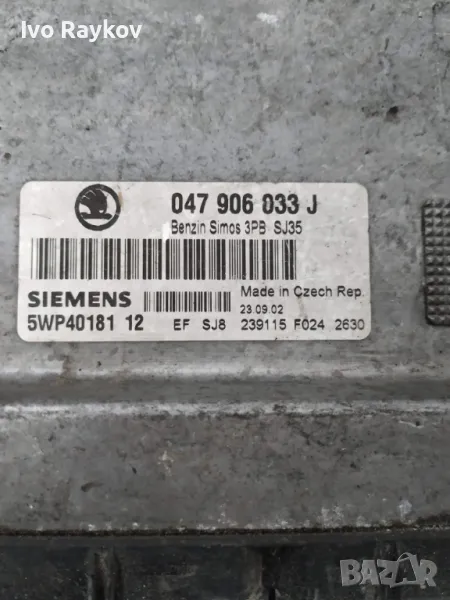 Ivo Raykov
047 906 033 J
Benzin Simos 3PB SJ35
SIEMENS
Made in Czech Rep.
23.09.02
5WP40181 12 EF SJ8 239115 F024 2630
BAZAR